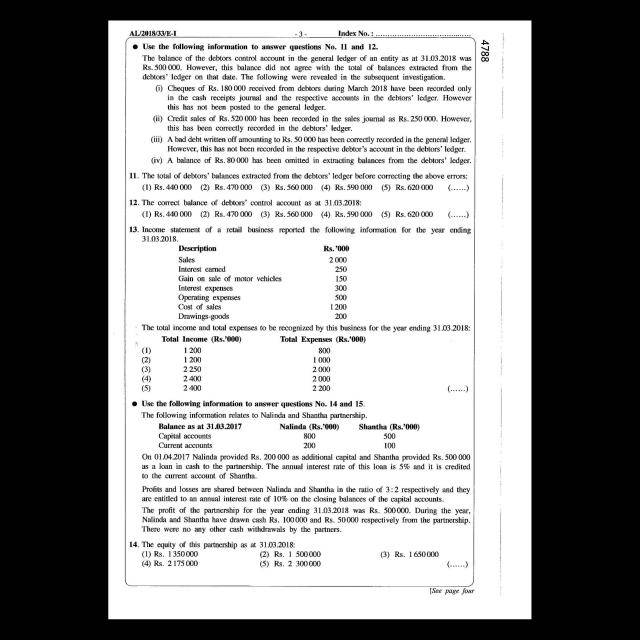 AL/2018/33/E-I - 3 - Index No. : ................................
4788
● Use the following information to answer questions No. 11 and 12.
The balance of the debtors control account in the general ledger of an entity as at 31.03.2018 was
Rs. 500 000. However, this balance did not agree with the total of balances extracted from the
debtors' ledger on that date. The following were revealed in the subsequent investigation.
(i) Cheques of Rs. 180 000 received from debtors during March 2018 have been recorded only
in the cash receipts journal and the respective accounts in the debtors' ledger. However
this has not been posted to the general ledger.
(ii) Credit sales of Rs. 520 000 has been recorded in the sales journal as Rs. 250 000. However,
this has been correctly recorded in the debtors' ledger.
(iii) A bad debt written off amounting to Rs. 50 000 has been correctly recorded in the general ledger.
However, this has not been recorded in the respective debtor's account in the debtors' ledger.
(iv) A balance of Rs. 80 000 has been omitted in extracting balances from the debtors' ledger.
11. The total of debtors' balances extracted from the debtors' ledger before correcting the above errors:
(1) Rs. 440 000 (2) Rs. 470 000 (3) Rs. 560 000 (4) Rs. 590 000 (5) Rs. 620 000 (......)
12. The correct balance of debtors' control account as at 31.03.2018:
(1) Rs. 440 000 (2) Rs. 470 000 (3) Rs. 560 000 (4) Rs. 590 000 (5) Rs. 620 000 (......)
13. Income statement of a retail business reported the following information for the year ending
31.03.2018.
Description Rs. '000
Sales 2 000
Interest earned 250
Gain on sale of motor vehicles 150
Interest expenses 300
Operating expenses 500
Cost of sales 1 200
Drawings-goods 200
The total income and total expenses to be recognized by this business for the year ending 31.03.2018:
Total Income (Rs.'000) Total Expenses (Rs.'000)
(1) 1 200 800
(2) 1 200 1 000
(3) 2 250 2 000
(4) 2 400 2 000
(5) 2 400 2 200 (......)
● Use the following information to answer questions No. 14 and 15.
The following information relates to Nalinda and Shantha partnership.
Balance as at 31.03.2017 Nalinda (Rs.'000) Shantha (Rs.'000)
Capital accounts 800 500
Current accounts 200 100
On 01.04.2017 Nalinda provided Rs. 200 000 as additional capital and Shantha provided Rs. 500 000
as a loan in cash to the partnership. The annual interest rate of this loan is 5% and it is credited
to the current account of Shantha.
Profits and losses are shared between Nalinda and Shantha in the ratio of 3 : 2 respectively and they
are entitled to an annual interest rate of 10% on the closing balances of the capital accounts.
The profit of the partnership for the year ending 31.03.2018 was Rs. 500000. During the year,
Nalinda and Shantha have drawn cash Rs. 100 000 and Rs. 50 000 respectively from the partnership.
There were no any other cash withdrawals by the partners.
14. The equity of this partnership as at 31.03.2018:
(1) Rs. 1 350 000 (2) Rs. 1 500 000 (3) Rs. 1 650 000
(4) Rs. 2 175 000 (5) Rs. 2 300 000 (......)
[See page four